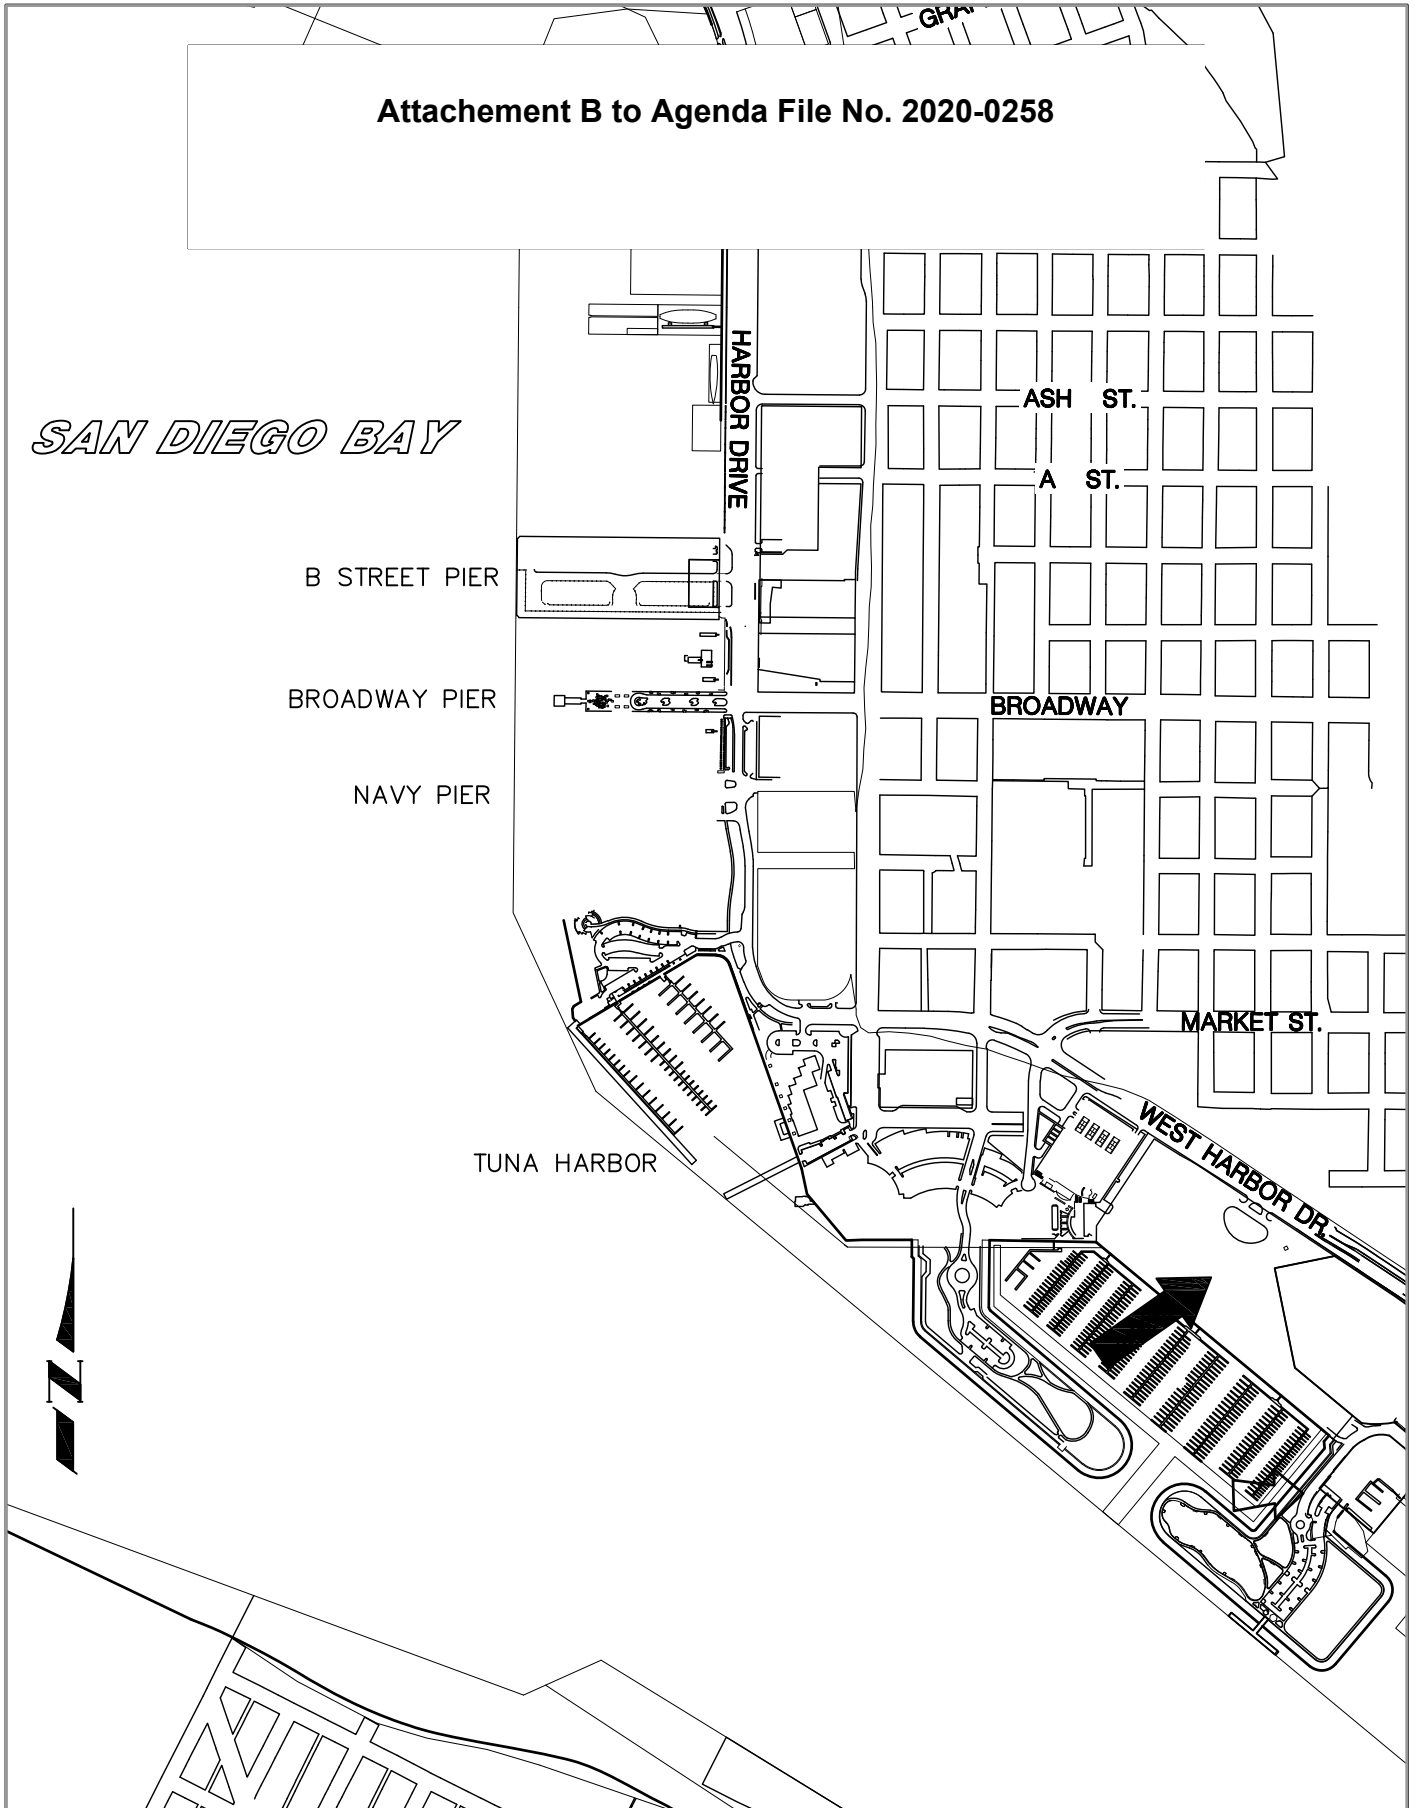 Attachement B to Agenda File No. 2020-0258
HARBOR DRIVE
ASH ST.
SAN DIEGO BAY
A ST.
B STREET PIER
BROADWAY PIER
BROADWAY
NAVY PIER
MARKET ST.
WEST HARBOR DR.
TUNA HARBOR
N